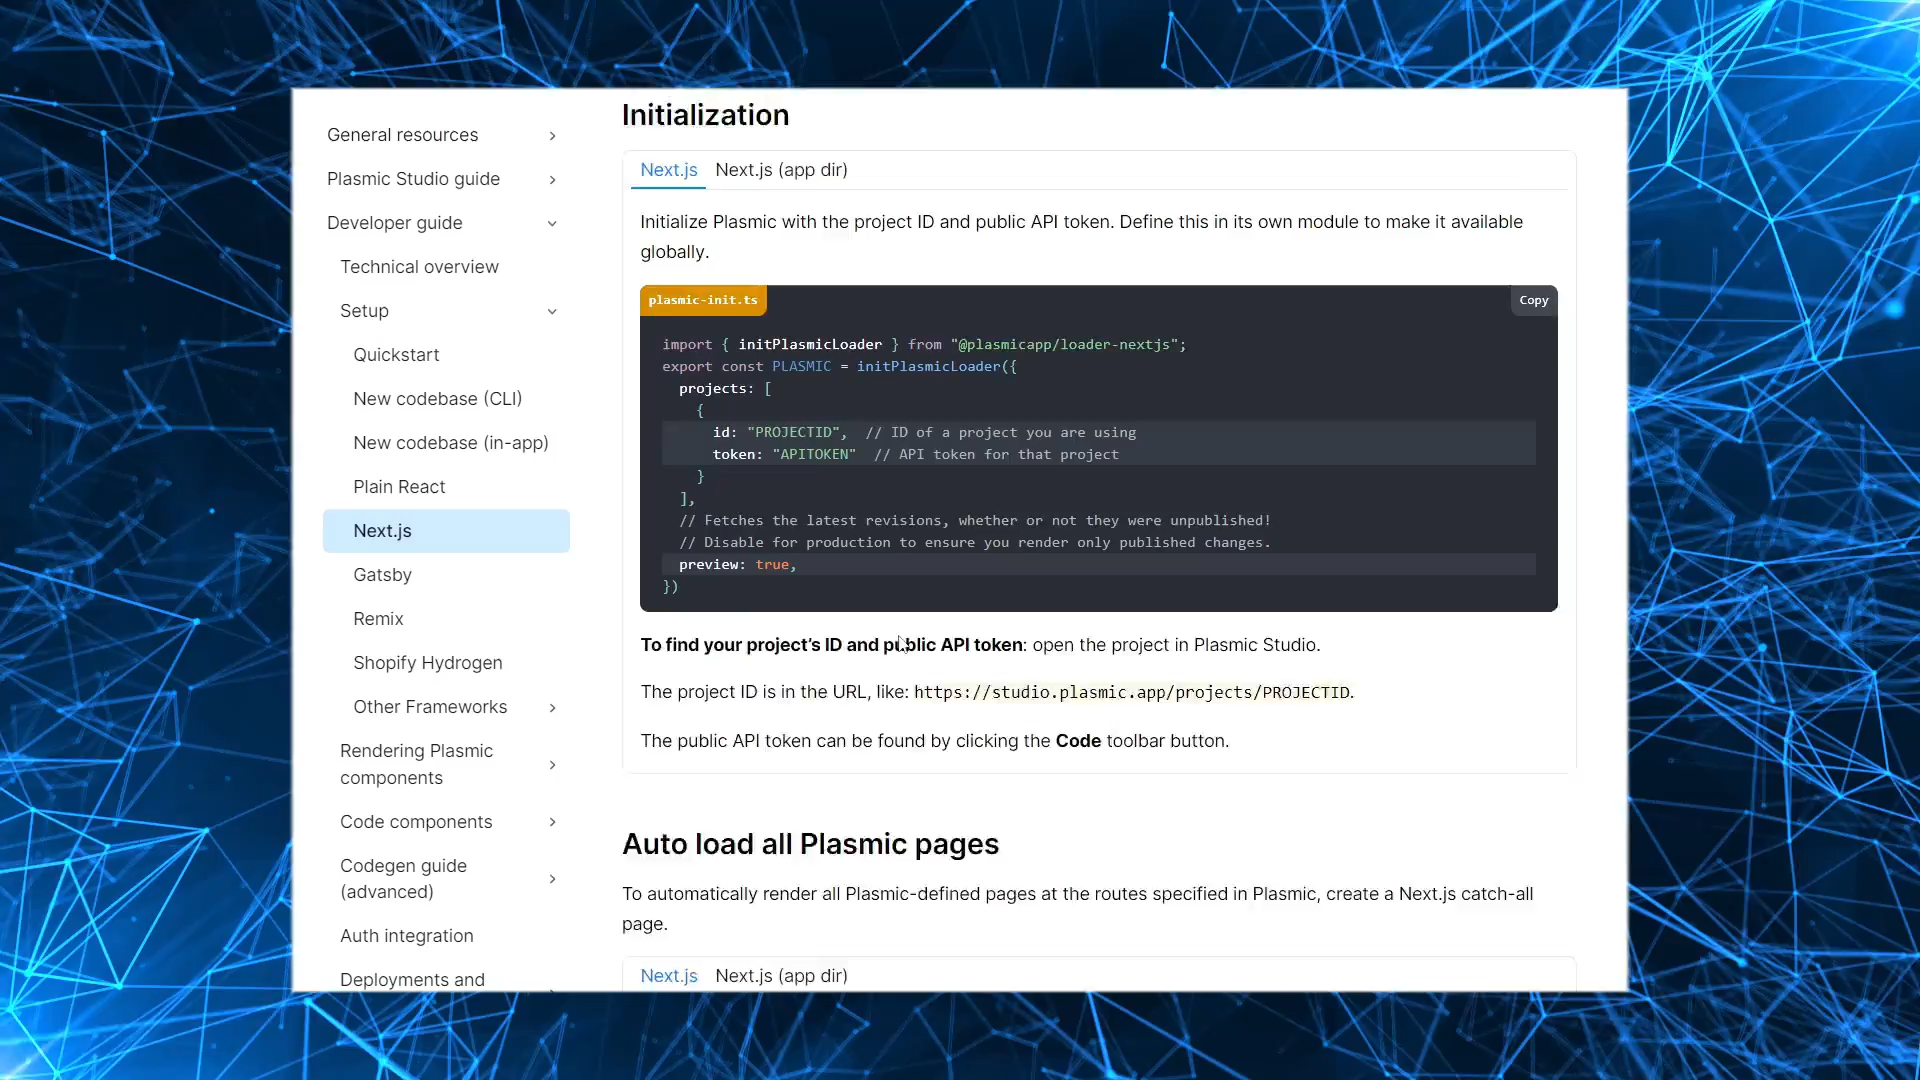 General resources
Plasmic Studio guide
Developer guide
Technical overview
Setup
Quickstart
New codebase (CLI)
New codebase (in-app)
Plain React
Next.js
Gatsby
Remix
Shopify Hydrogen
Other Frameworks
Rendering Plasmic
components
Code components
Codegen guide
(advanced)
Auth integration
Deployments and
Initialization
Next.js Next.js (app dir)
Initialize Plasmic with the project ID and public API token. Define this in its own module to make it available
globally.
plasmic-init.ts Copy
import { initPlasmicLoader } from "@plasmicapp/loader-nextjs";
export const PLASMIC = initPlasmicLoader({
projects: [
{
id: "PROJECTID", // ID of a project you are using
token: "APITOKEN" // API token for that project
}
],
// Fetches the latest revisions, whether or not they were unpublished!
// Disable for production to ensure you render only published changes.
preview: true,
})
To find your project's ID and public API token: open the project in Plasmic Studio.
The project ID is in the URL, like: https://studio.plasmic.app/projects/PROJECTID.
The public API token can be found by clicking the Code toolbar button.
Auto load all Plasmic pages
To automatically render all Plasmic-defined pages at the routes specified in Plasmic, create a Next.js catch-all
page.
Next.js Next.js (app dir)